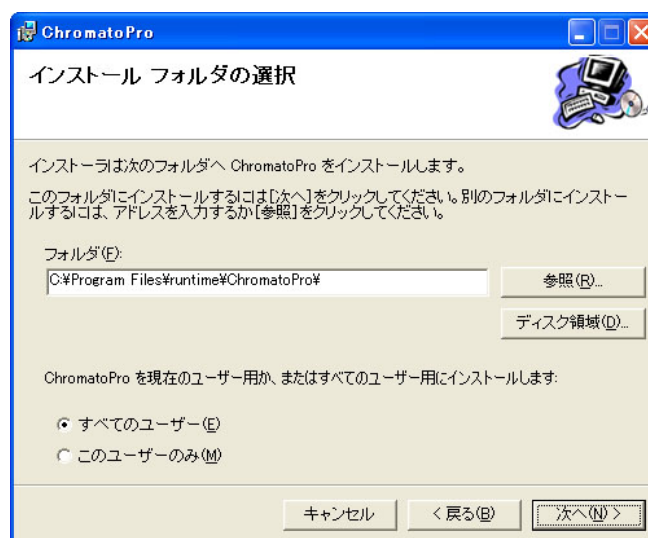 ChromatoPro
インストール フォルダの選択
インストーラは次のフォルダへ ChromatoPro をインストールします。
このフォルダにインストールするには[次へ]をクリックしてください。別のフォルダにインストー
ルするには、アドレスを入力するか[参照]をクリックしてください。
フォルダ(F):
C:¥Program Files¥runtime¥ChromatoPro¥
参照(R)...
ディスク領域(D)...
ChromatoPro を現在のユーザー用か、またはすべてのユーザー用にインストールします:
すべてのユーザー(E)
このユーザーのみ(M)
キャンセル
< 戻る(B)
次へ(N) >